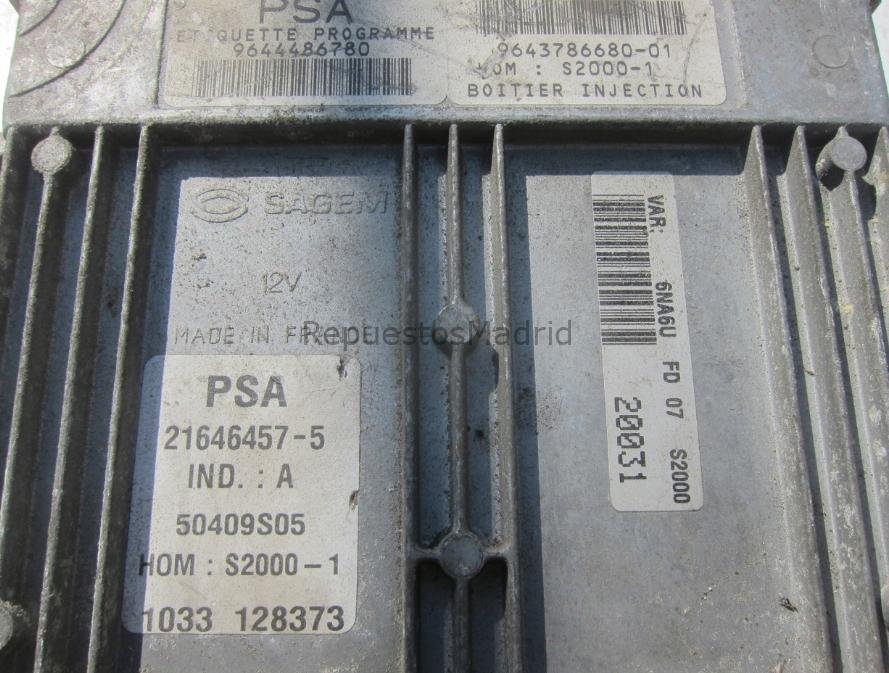 PSA
ETIQUETTE PROGRAMME
9644486780
9643786680-01
HOM : S2000-1
BOITIER INJECTION
SAGEM
12V
MADE IN
RepuestosMadrid
PSA
21646457-5
IND. : A
50409S05
HOM : S2000-1
1033 128373
VAR: 6NA6U FD 07 S2000
20031